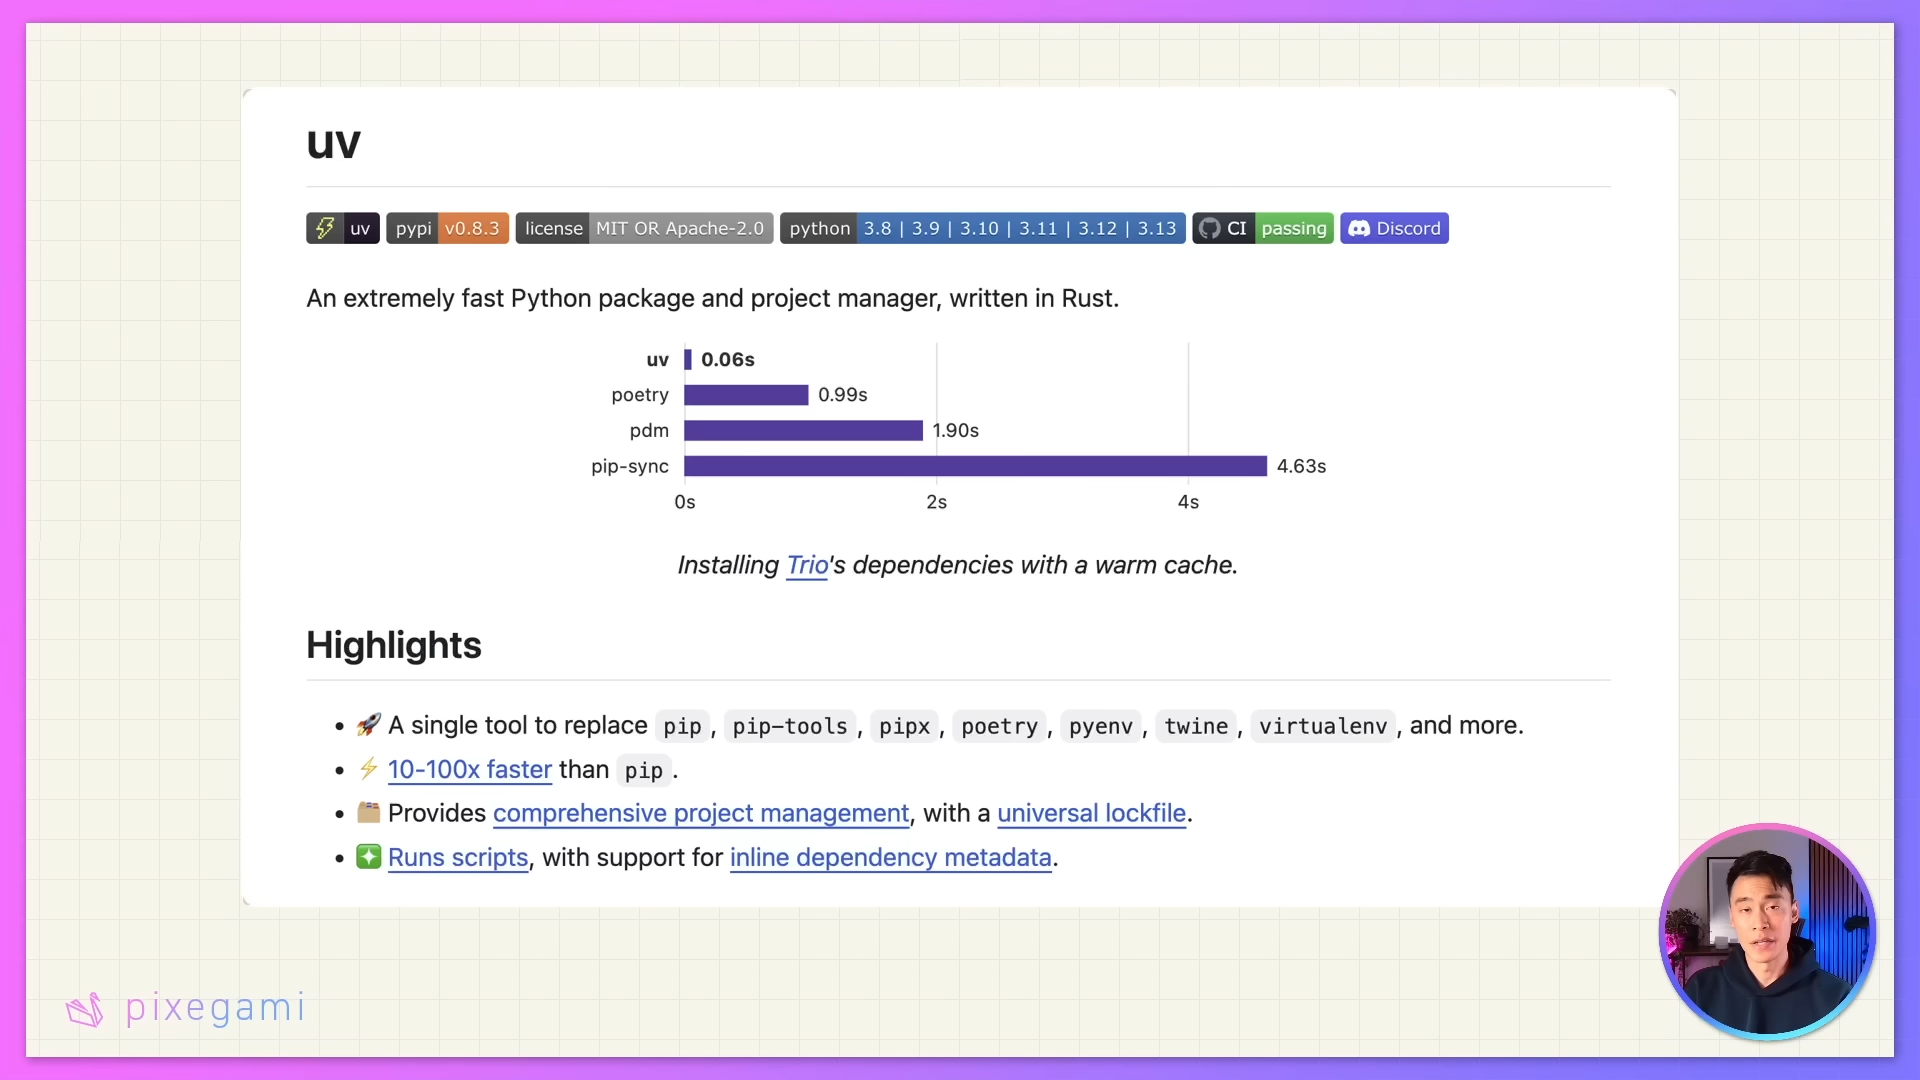 uv
uv pypi v0.8.3 license MIT OR Apache-2.0 python 3.8 | 3.9 | 3.10 | 3.11 | 3.12 | 3.13 CI passing Discord
An extremely fast Python package and project manager, written in Rust.
uv 0.06s
poetry 0.99s
pdm 1.90s
pip-sync 4.63s
0s 2s 4s
Installing Trio's dependencies with a warm cache.
Highlights
• 🚀 A single tool to replace pip, pip-tools, pipx, poetry, pyenv, twine, virtualenv, and more.
• ⚡ 10-100x faster than pip.
• 🗂️ Provides comprehensive project management, with a universal lockfile.
• ❇️ Runs scripts, with support for inline dependency metadata.
pixegami